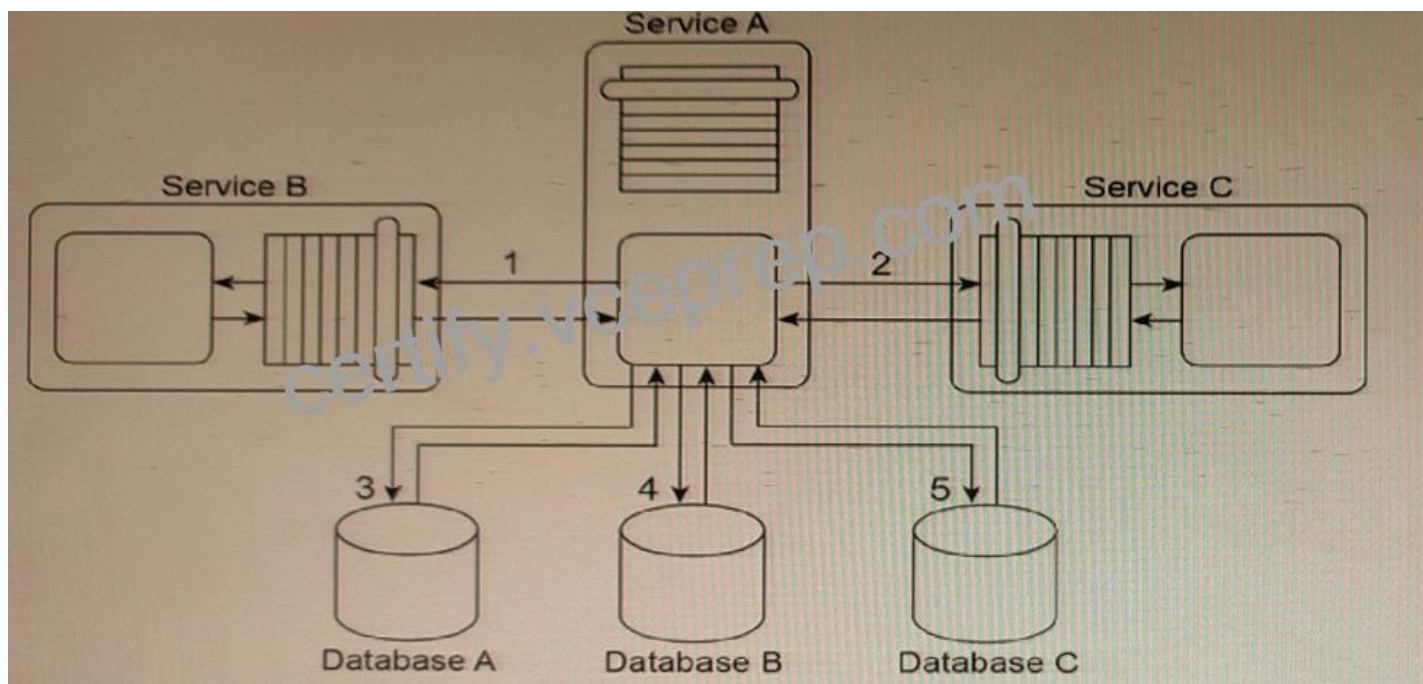 Service A
Service B
Service C
1
2
certify.vceprep.com
3
4
5
Database A
Database B
Database C